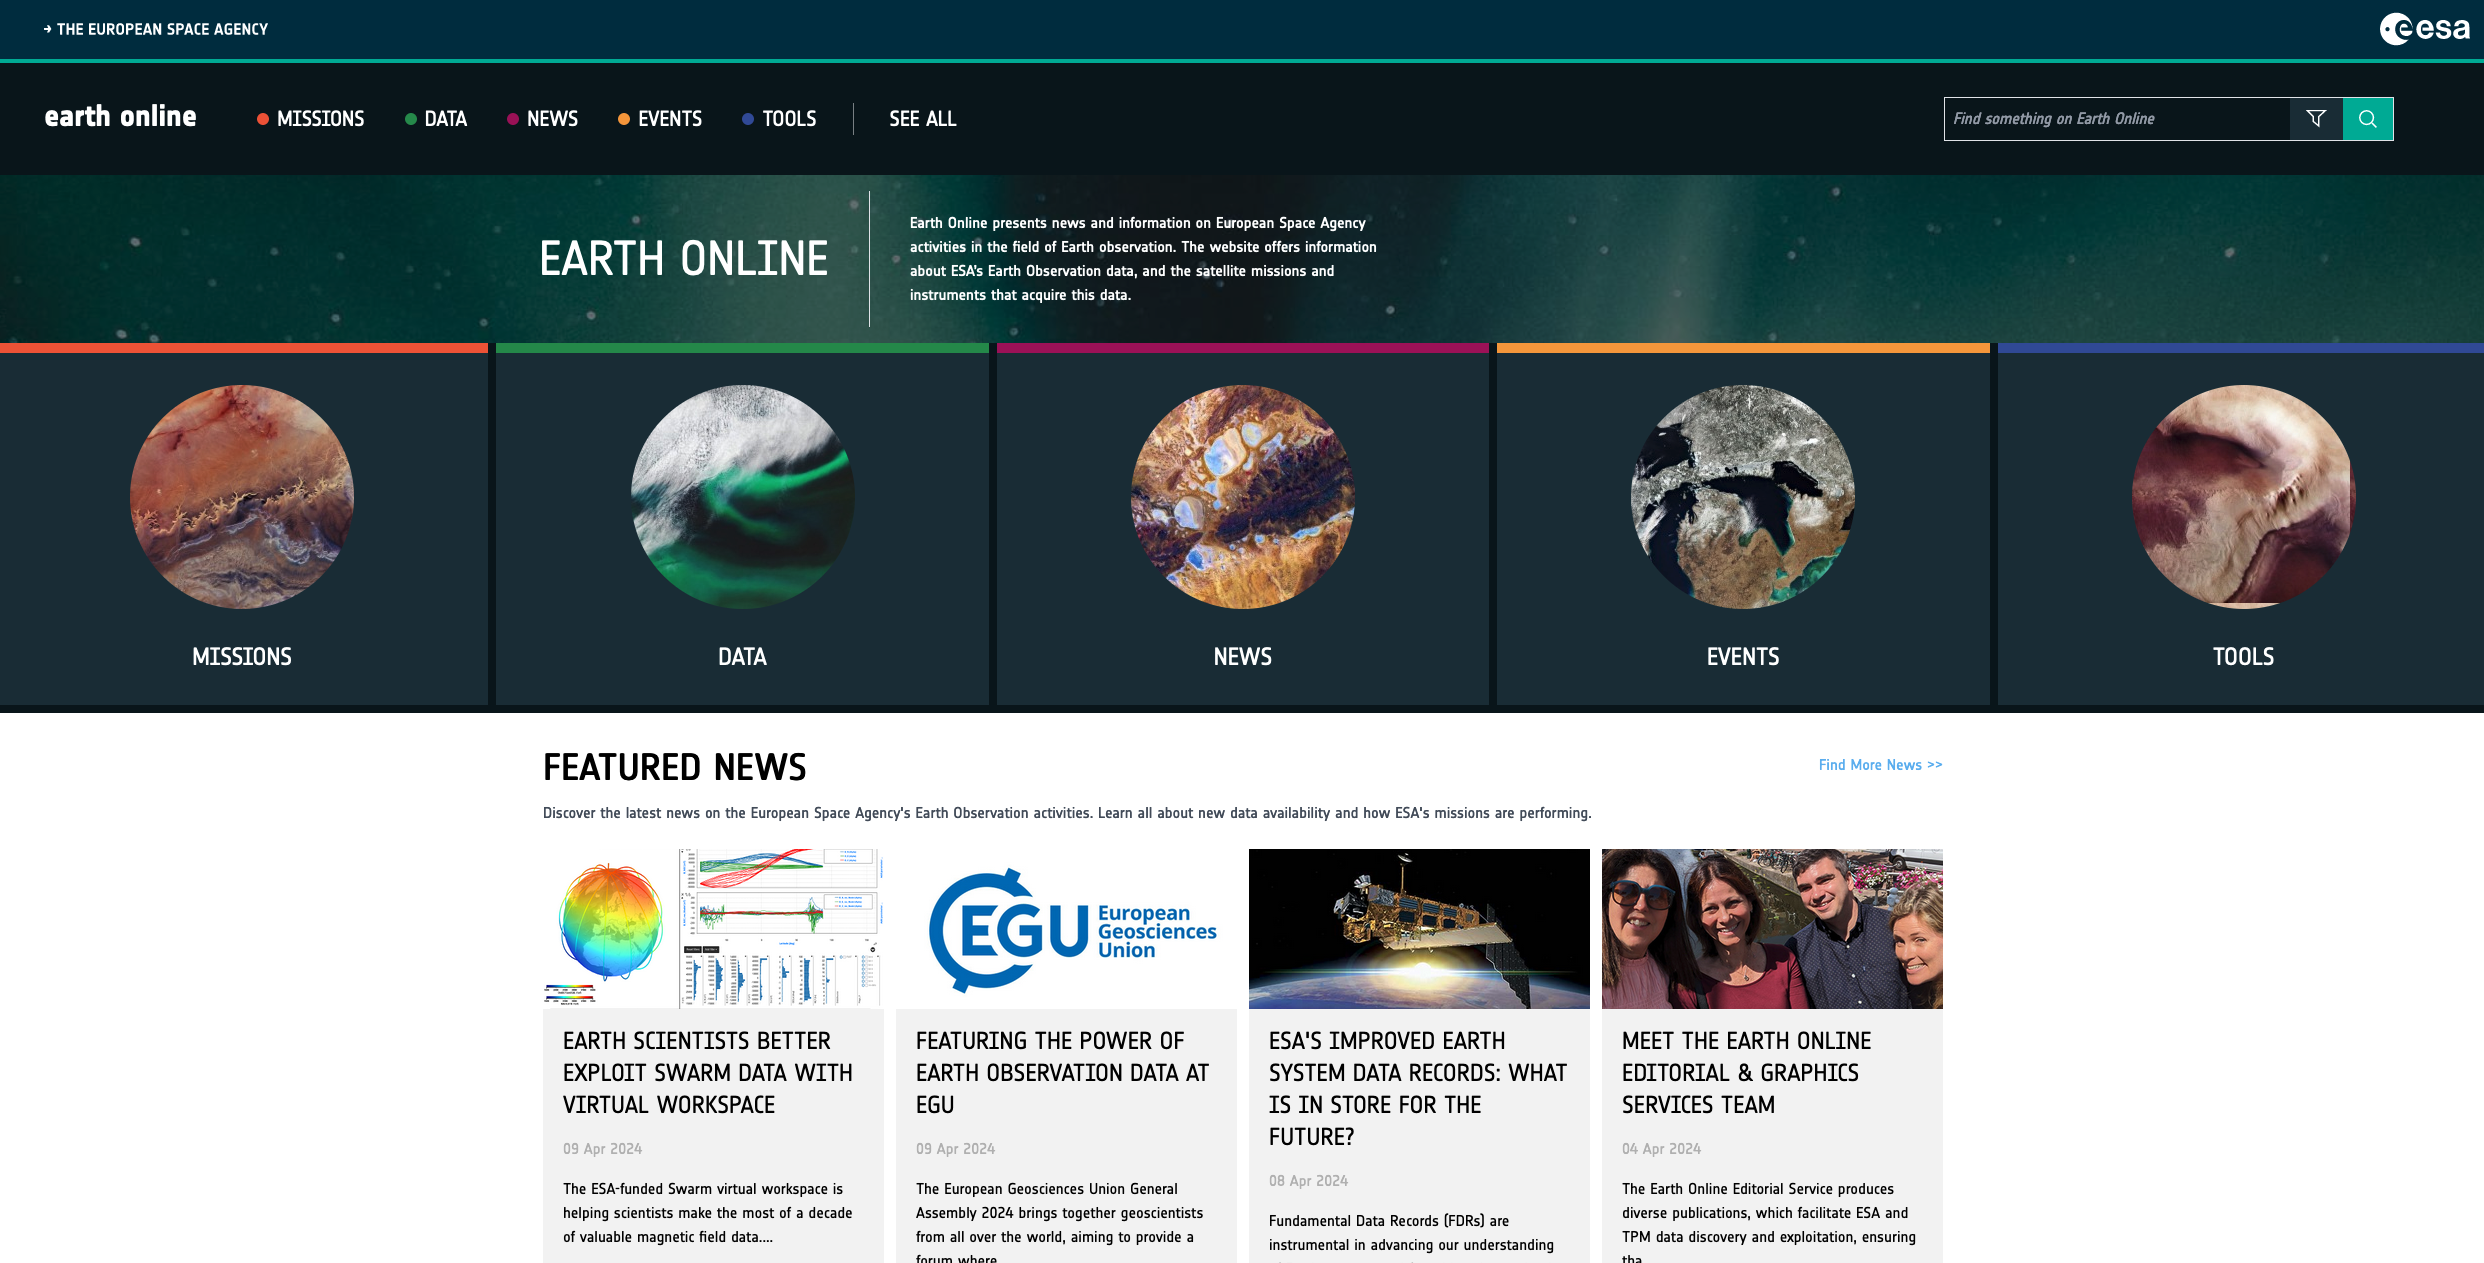 → THE EUROPEAN SPACE AGENCY
esa
earth online
MISSIONS
DATA
NEWS
EVENTS
TOOLS
SEE ALL
Find something on Earth Online
EARTH ONLINE
Earth Online presents news and information on European Space Agency
activities in the field of Earth observation. The website offers information
about ESA's Earth Observation data, and the satellite missions and
instruments that acquire this data.
MISSIONS
DATA
NEWS
EVENTS
TOOLS
FEATURED NEWS
Find More News >>
Discover the latest news on the European Space Agency's Earth Observation activities. Learn all about new data availability and how ESA's missions are performing.
EGU
European
Geosciences
Union
EARTH SCIENTISTS BETTER
EXPLOIT SWARM DATA WITH
VIRTUAL WORKSPACE
09 Apr 2024
The ESA-funded Swarm virtual workspace is
helping scientists make the most of a decade
of valuable magnetic field data....
FEATURING THE POWER OF
EARTH OBSERVATION DATA AT
EGU
09 Apr 2024
The European Geosciences Union General
Assembly 2024 brings together geoscientists
from all over the world, aiming to provide a
forum where
ESA'S IMPROVED EARTH
SYSTEM DATA RECORDS: WHAT
IS IN STORE FOR THE
FUTURE?
08 Apr 2024
Fundamental Data Records (FDRs) are
instrumental in advancing our understanding
MEET THE EARTH ONLINE
EDITORIAL & GRAPHICS
SERVICES TEAM
04 Apr 2024
The Earth Online Editorial Service produces
diverse publications, which facilitate ESA and
TPM data discovery and exploitation, ensuring
tha